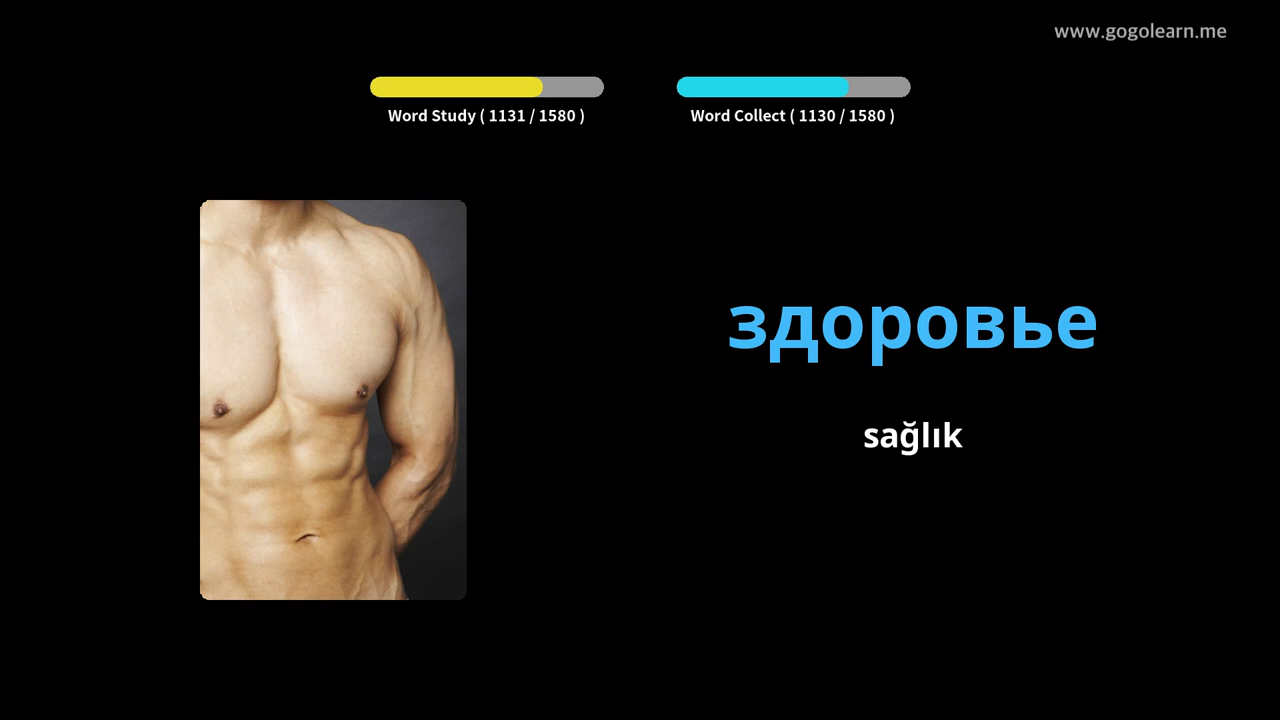 www.gogolearn.me
Word Study ( 1131 / 1580 )
Word Collect ( 1130 / 1580 )
здоровье
sağlık